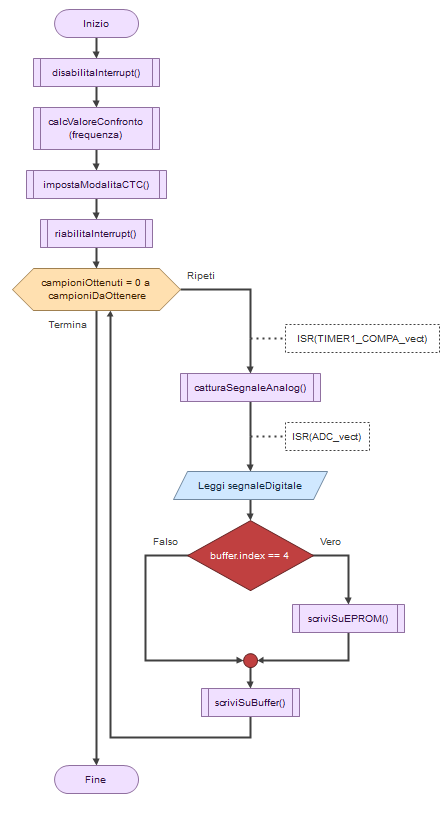 Inizio
disabilitaInterrupt()
calcValoreConfronto
(frequenza)
impostaModalitaCTC()
riabilitaInterrupt()
campioniOttenuti = 0 a
campioniDaOttenere
Ripeti
Termina
ISR(TIMER1_COMPA_vect)
catturaSegnaleAnalog()
ISR(ADC_vect)
Leggi segnaleDigitale
Falso
buffer.index == 4
Vero
scriviSuEPROM()
scriviSuBuffer()
Fine